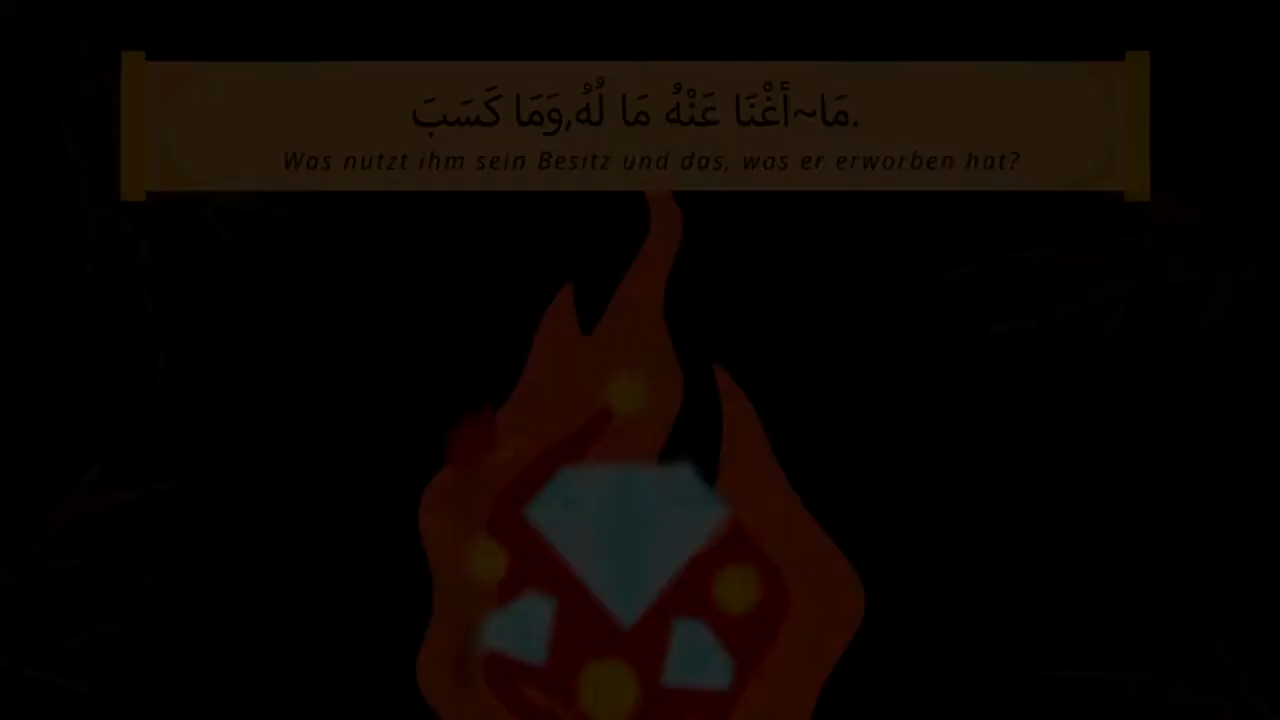 .مَا~أَغْنَا عَنْهُ مَا لُهُ,وَمَا كَسَبَ
Was nutzt ihm sein Besitz und das, was er erworben hat?